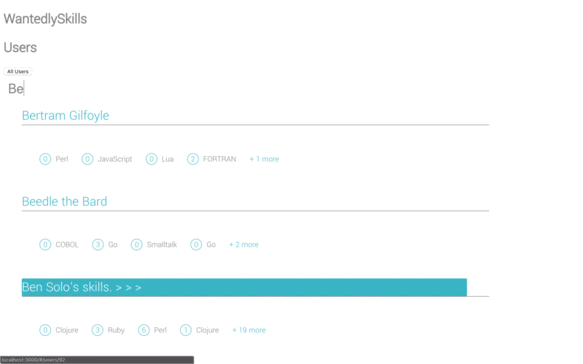 WantedlySkills
Users
All Users
Be
Bertram Gilfoyle
0 Perl 0 JavaScript 0 Lua 2 FORTRAN + 1 more
Beedle the Bard
0 COBOL 3 Go 0 Smalltalk 0 Go + 2 more
Ben Solo's skills. > > >
0 Clojure 3 Ruby 6 Perl 1 Clojure + 19 more
localhost:3000/#/users/92